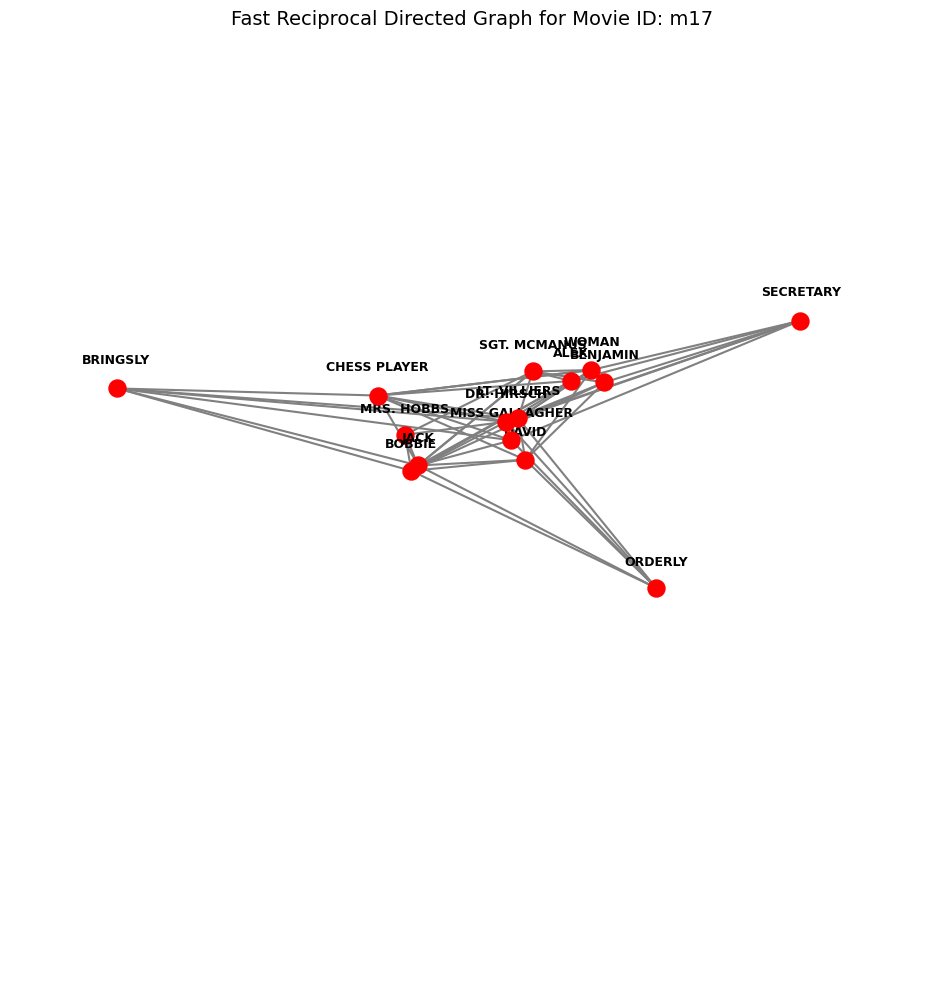 Fast Reciprocal Directed Graph for Movie ID: m17
SECRETARY
WOMAN
SGT. MCMANUS
ALEX
BENJAMIN
BRINGSLY
CHESS PLAYER
LT. VILLIERS
DR. HIRSCH
MRS. HOBBS
MISS GALLAGHER
DAVID
JACK
BOBBIE
ORDERLY